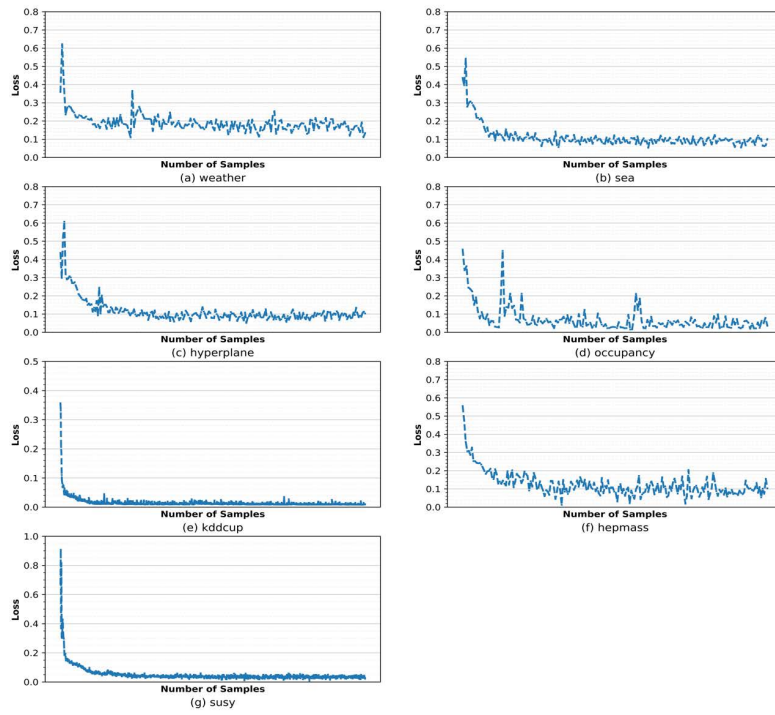 0.8
0.7
0.6
0.5
0.4
0.3
0.2
0.1
0.0
Loss
Number of Samples
(a) weather
0.8
0.7
0.6
0.5
0.4
0.3
0.2
0.1
0.0
Loss
Number of Samples
(b) sea
0.8
0.7
0.6
0.5
0.4
0.3
0.2
0.1
0.0
Loss
Number of Samples
(c) hyperplane
0.8
0.7
0.6
0.5
0.4
0.3
0.2
0.1
0.0
Loss
Number of Samples
(d) occupancy
0.5
0.4
0.3
0.2
0.1
0.0
Loss
Number of Samples
(e) kddcup
0.8
0.7
0.6
0.5
0.4
0.3
0.2
0.1
0.0
Loss
Number of Samples
(f) hepmass
1.0
0.8
0.6
0.4
0.2
0.0
Loss
Number of Samples
(g) susy